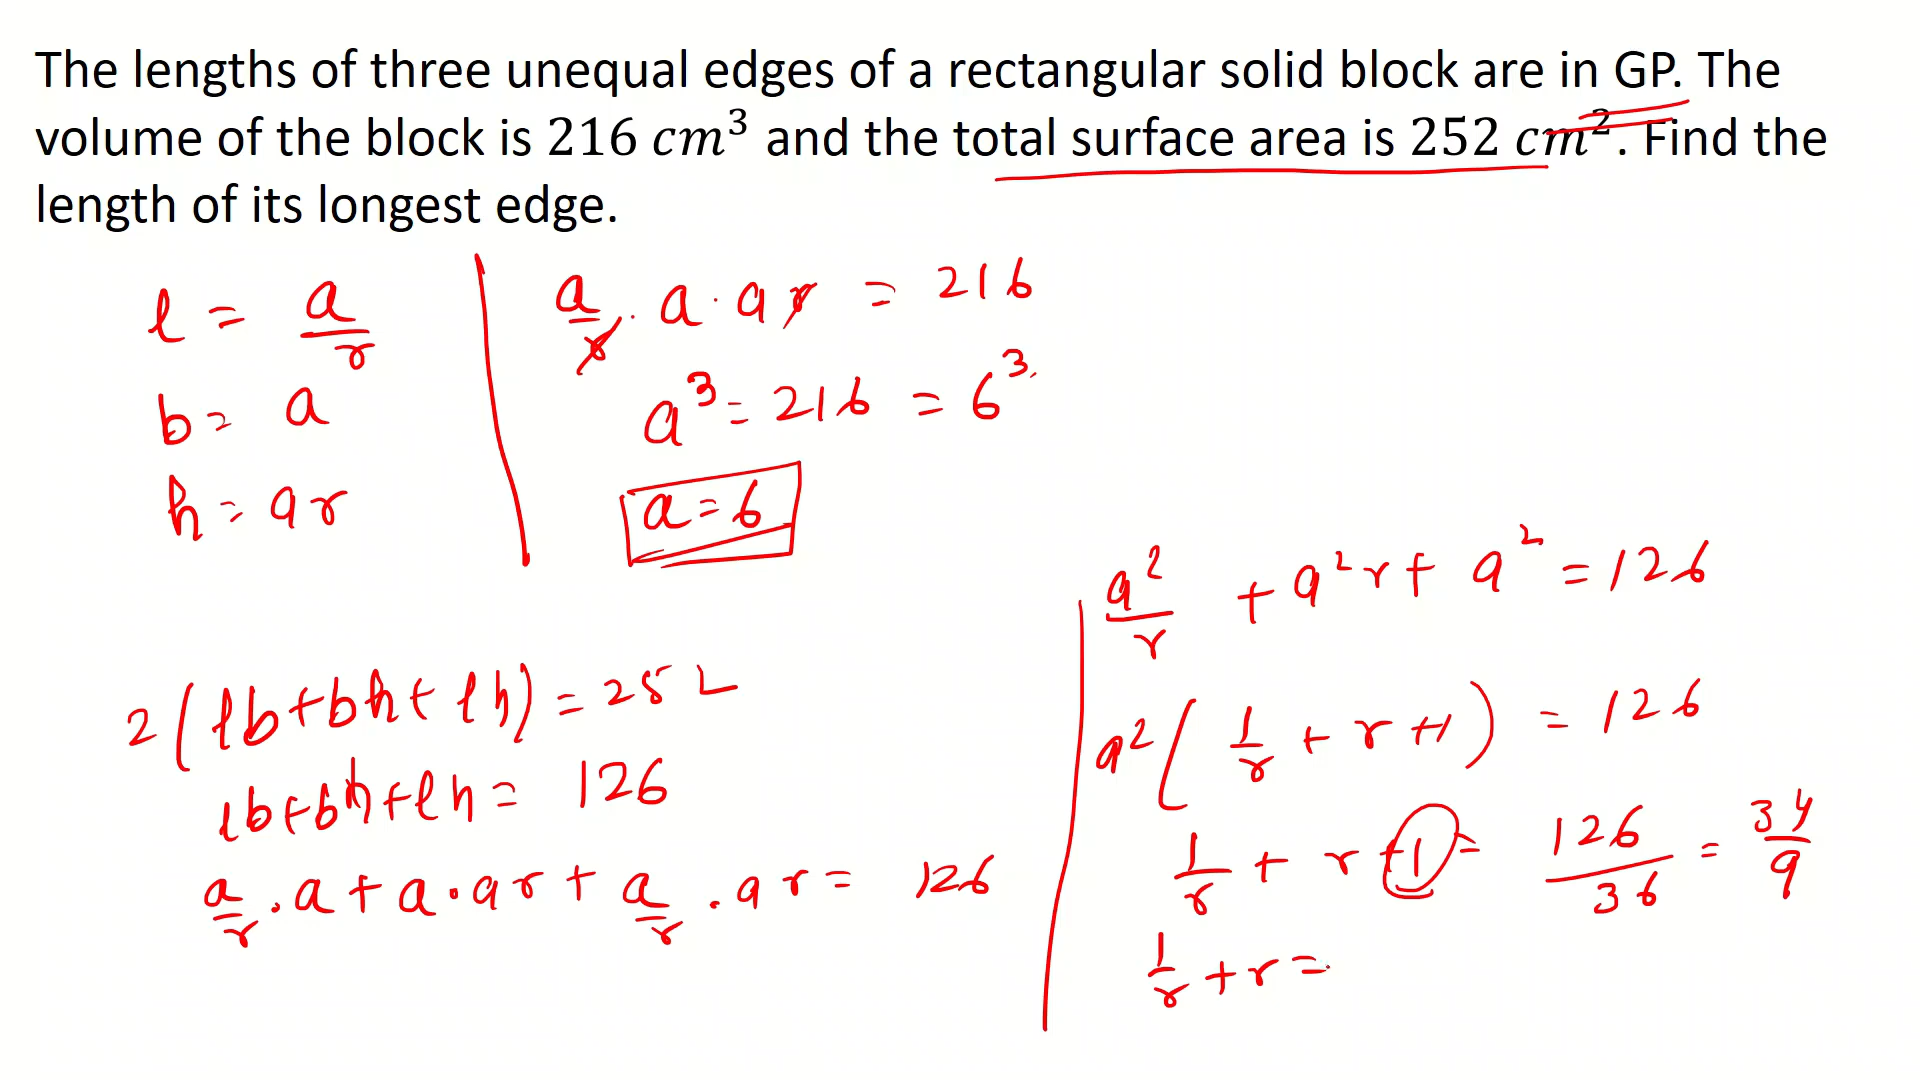 The lengths of three unequal edges of a rectangular solid block are in GP. The
volume of the block is 216 cm³ and the total surface area is 252 cm². Find the
length of its longest edge.
l = a/r
b = a
h = ar
a/r · a · ar = 216
a³ = 216 = 6³
a = 6
2(lb+bh+lh) = 252
lb+bh+lh = 126
a/r · a + a · ar + a/r · ar = 126
a²/r + a²r + a² = 126
a²(1/r + r + 1) = 126
1/r + r + 1 = 126/36 = 34/9
1/r + r =